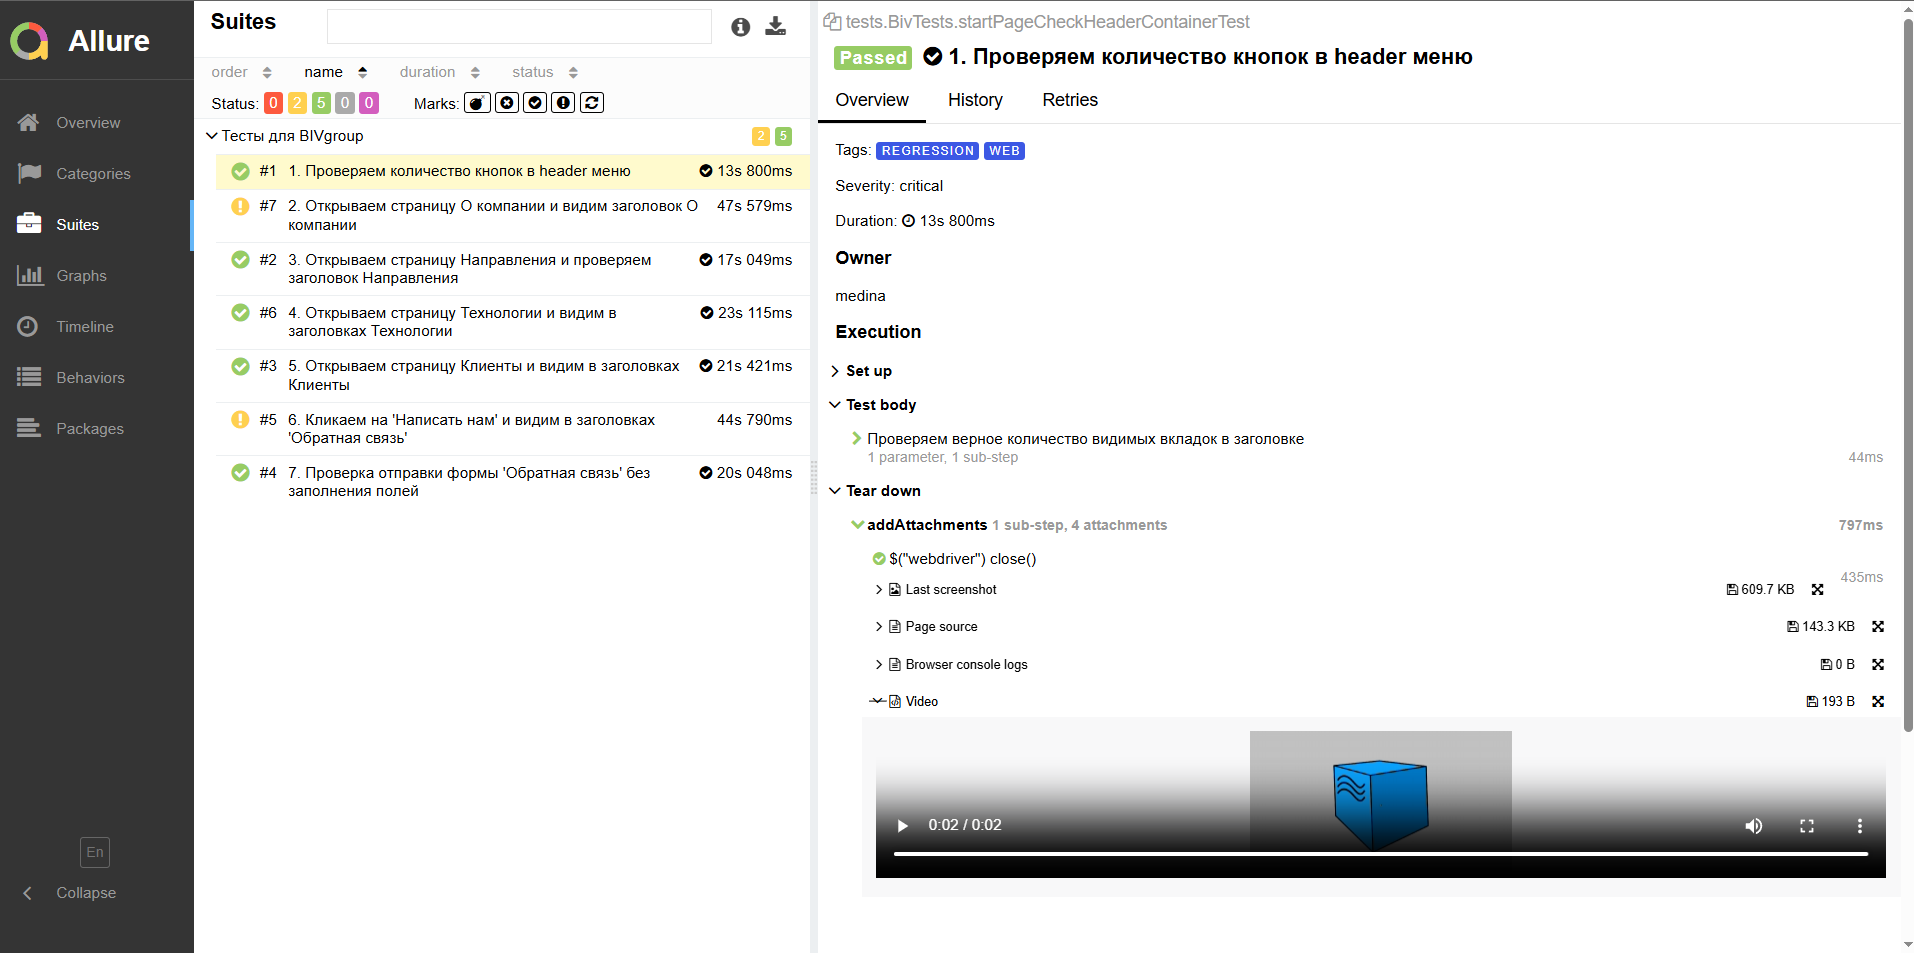 Allure
Overview
Categories
Suites
Graphs
Timeline
Behaviors
Packages
En
Collapse
Suites
order name duration status
Status: 0 2 5 0 0 Marks:
Тесты для BIVgroup 2 5
#1 1. Проверяем количество кнопок в header меню 13s 800ms
#7 2. Открываем страницу О компании и видим заголовок О 47s 579ms
компании
#2 3. Открываем страницу Направления и проверяем 17s 049ms
заголовок Направления
#6 4. Открываем страницу Технологии и видим в 23s 115ms
заголовках Технологии
#3 5. Открываем страницу Клиенты и видим в заголовках 21s 421ms
Клиенты
#5 6. Кликаем на 'Написать нам' и видим в заголовках 44s 790ms
'Обратная связь'
#4 7. Проверка отправки формы 'Обратная связь' без 20s 048ms
заполнения полей
tests.BivTests.startPageCheckHeaderContainerTest
Passed 1. Проверяем количество кнопок в header меню
Overview History Retries
Tags: REGRESSION WEB
Severity: critical
Duration: 13s 800ms
Owner
medina
Execution
Set up
Test body
Проверяем верное количество видимых вкладок в заголовке
1 parameter, 1 sub-step 44ms
Tear down
addAttachments 1 sub-step, 4 attachments 797ms
$("webdriver") close()
435ms
Last screenshot 609.7 KB
Page source 143.3 KB
Browser console logs 0 B
Video 193 B
0:02 / 0:02